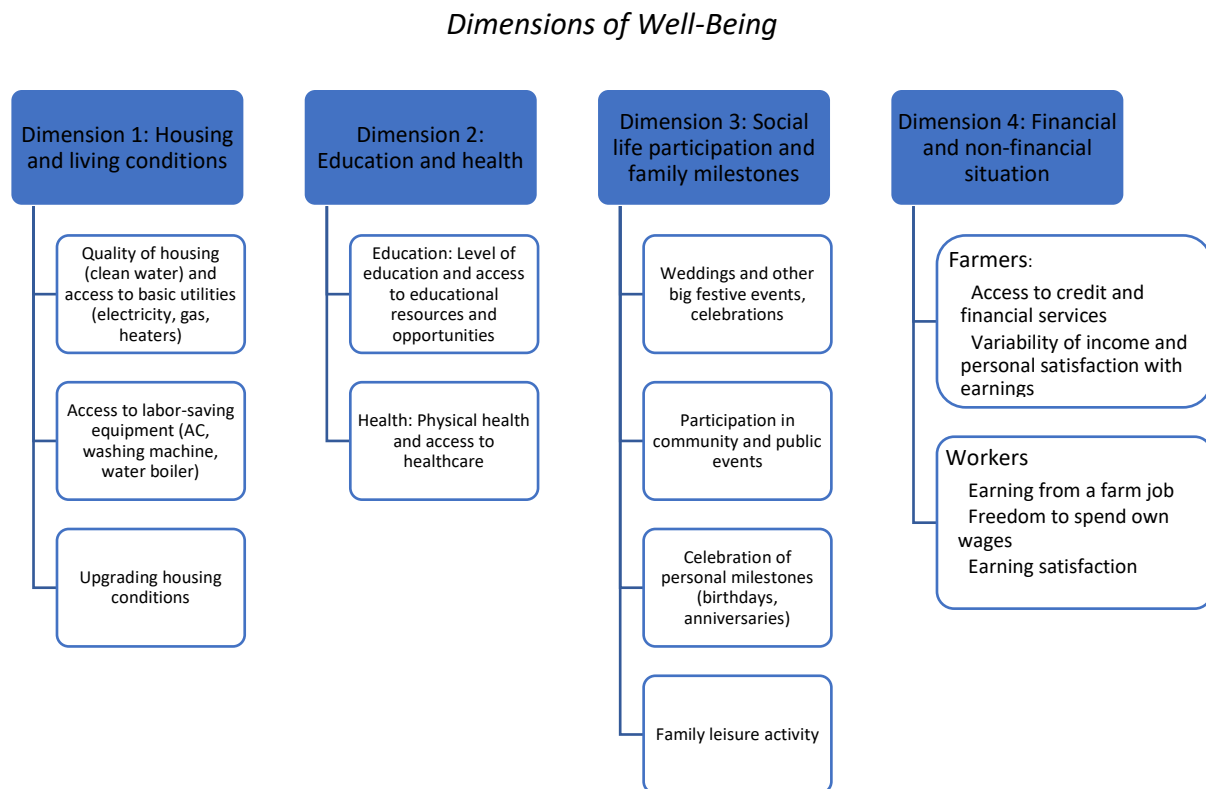 Dimensions of Well-Being
Dimension 1: Housing
and living conditions
Quality of housing
(clean water) and
access to basic utilities
(electricity, gas,
heaters)
Access to labor-saving
equipment (AC,
washing machine,
water boiler)
Upgrading housing
conditions
Dimension 2:
Education and health
Education: Level of
education and access
to educational
resources and
opportunities
Health: Physical health
and access to
healthcare
Dimension 3: Social
life participation and
family milestones
Weddings and other
big festive events,
celebrations
Participation in
community and public
events
Celebration of
personal milestones
(birthdays,
anniversaries)
Family leisure activity
Dimension 4: Financial
and non-financial
situation
Farmers:
Access to credit and
financial services
Variability of income and
personal satisfaction with
earnings
Workers
Earning from a farm job
Freedom to spend own
wages
Earning satisfaction